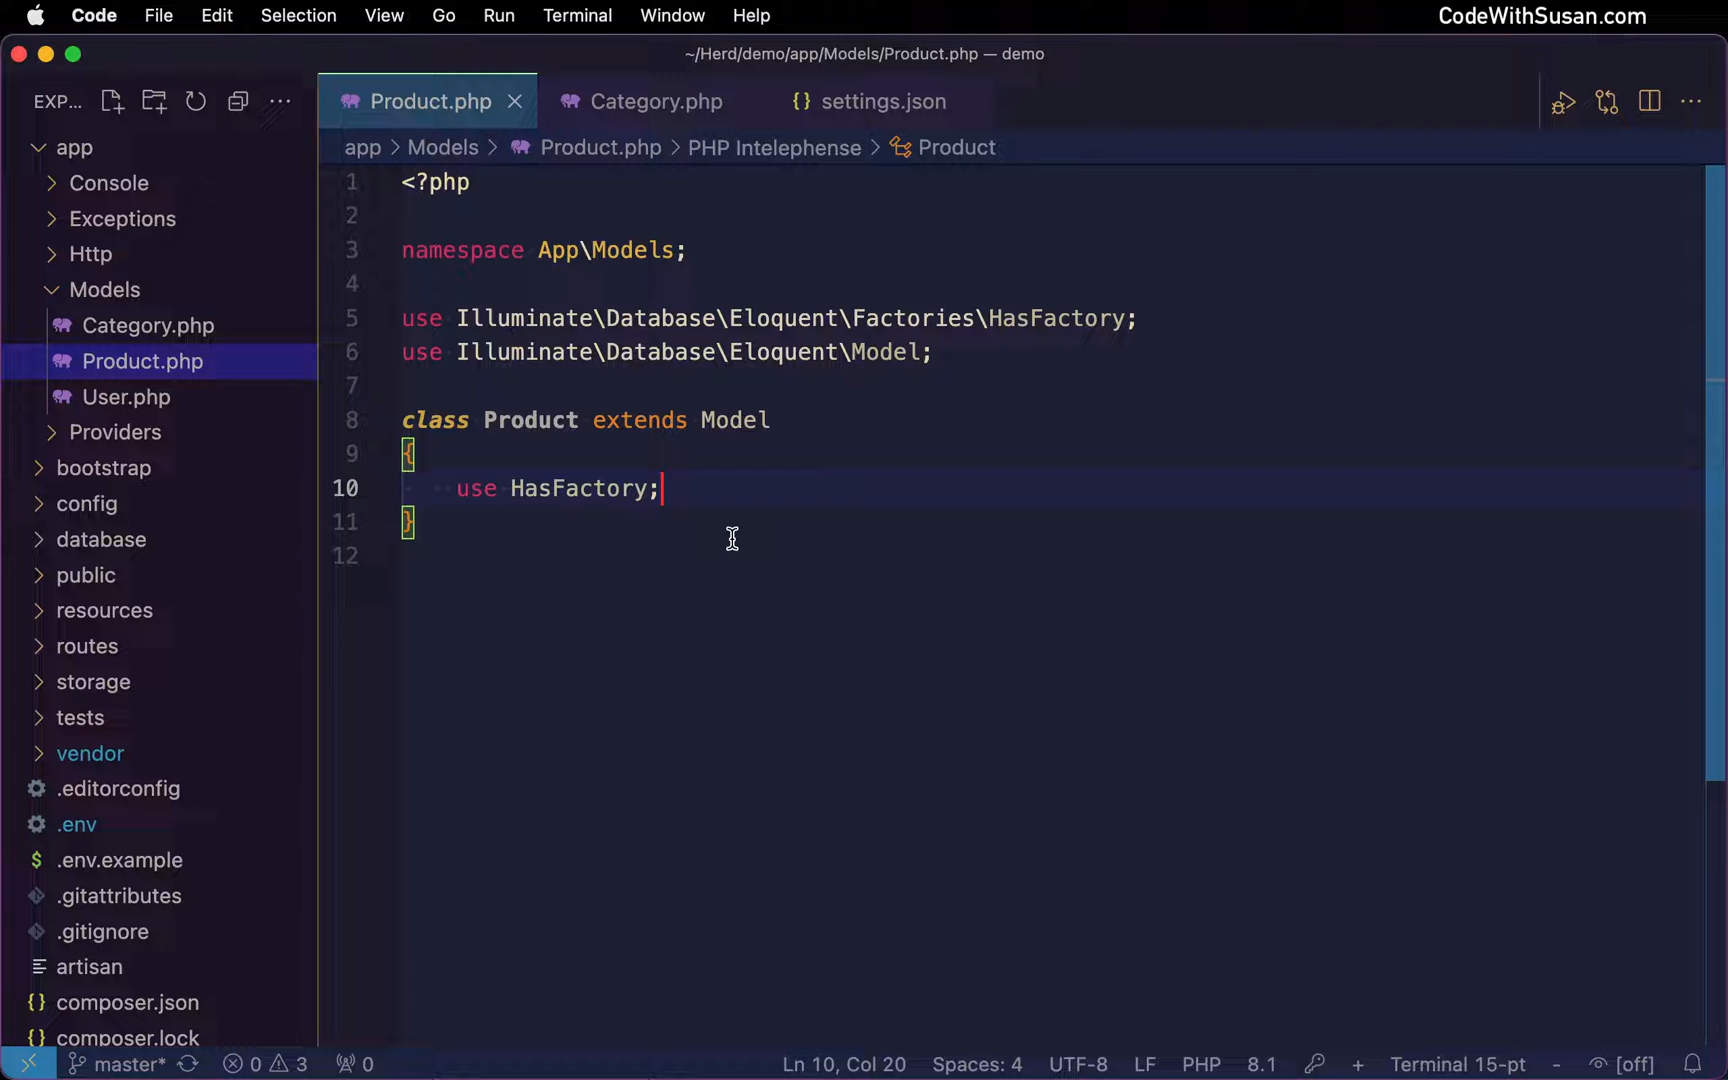 Code File Edit Selection View Go Run Terminal Window Help CodeWithSusan.com
~/Herd/demo/app/Models/Product.php — demo
EXP... Product.php Category.php settings.json
app > Models > Product.php > PHP Intelephense > Product
app
Console
Exceptions
Http
Models
Category.php
Product.php
User.php
Providers
bootstrap
config
database
public
resources
routes
storage
tests
vendor
.editorconfig
.env
.env.example
.gitattributes
.gitignore
artisan
composer.json
composer.lock
1 <?php
2
3 namespace App\Models;
4
5 use Illuminate\Database\Eloquent\Factories\HasFactory;
6 use Illuminate\Database\Eloquent\Model;
7
8 class Product extends Model
9 {
10 use HasFactory;
11 }
12
master* 0 3 0 Ln 10, Col 20 Spaces: 4 UTF-8 LF PHP 8.1 + Terminal 15-pt - [off]